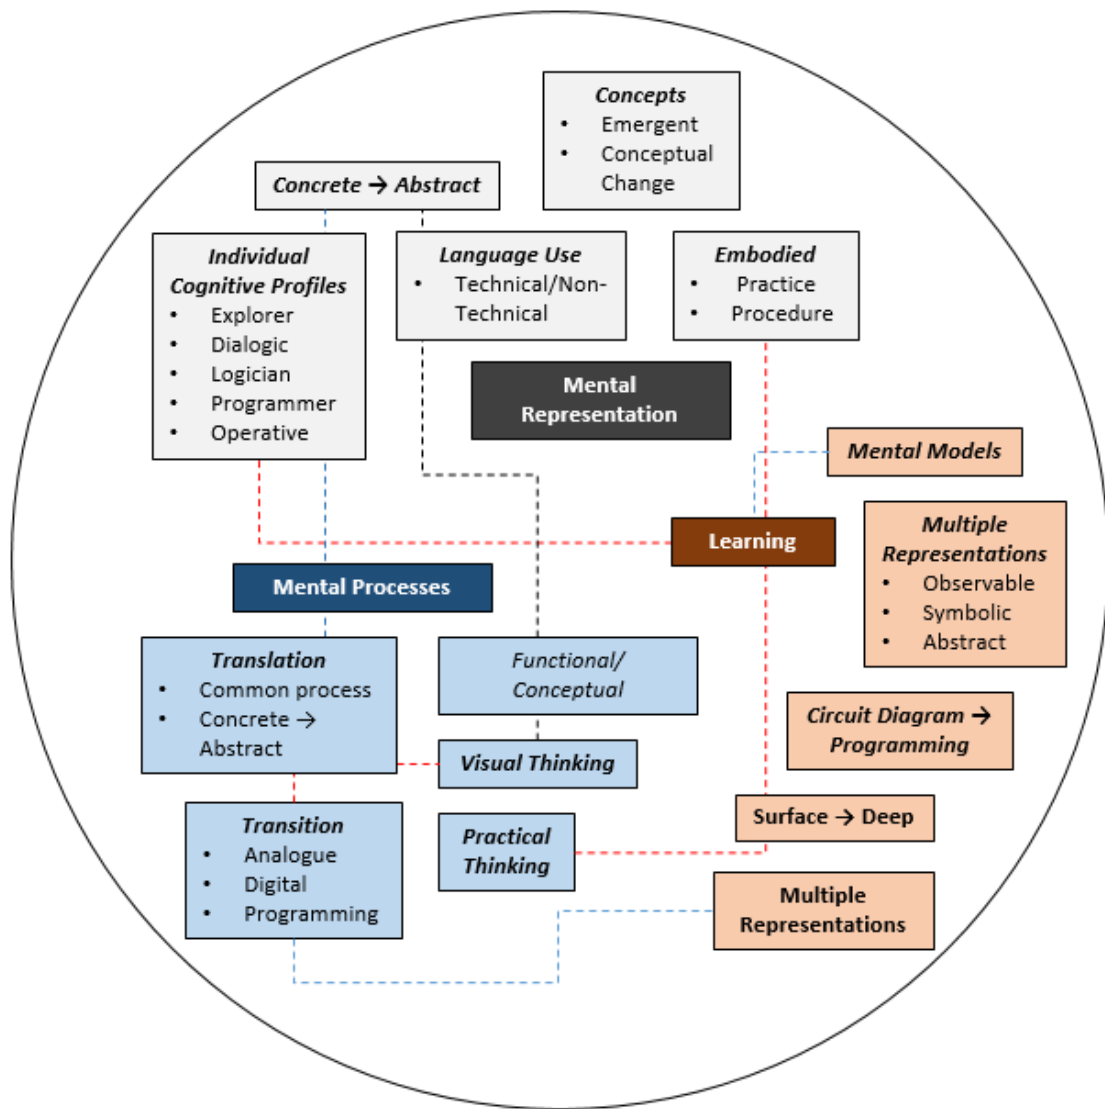 Concepts
• Emergent
• Conceptual
Change
Concrete → Abstract
Individual
Cognitive Profiles
• Explorer
• Dialogic
• Logician
• Programmer
• Operative
Language Use
• Technical/Non-
Technical
Embodied
• Practice
• Procedure
Mental
Representation
Mental Models
Learning
Multiple
Representations
• Observable
• Symbolic
• Abstract
Mental Processes
Translation
• Common process
• Concrete →
Abstract
Functional/
Conceptual
Circuit Diagram →
Programming
Visual Thinking
Transition
• Analogue
• Digital
• Programming
Practical
Thinking
Surface → Deep
Multiple
Representations